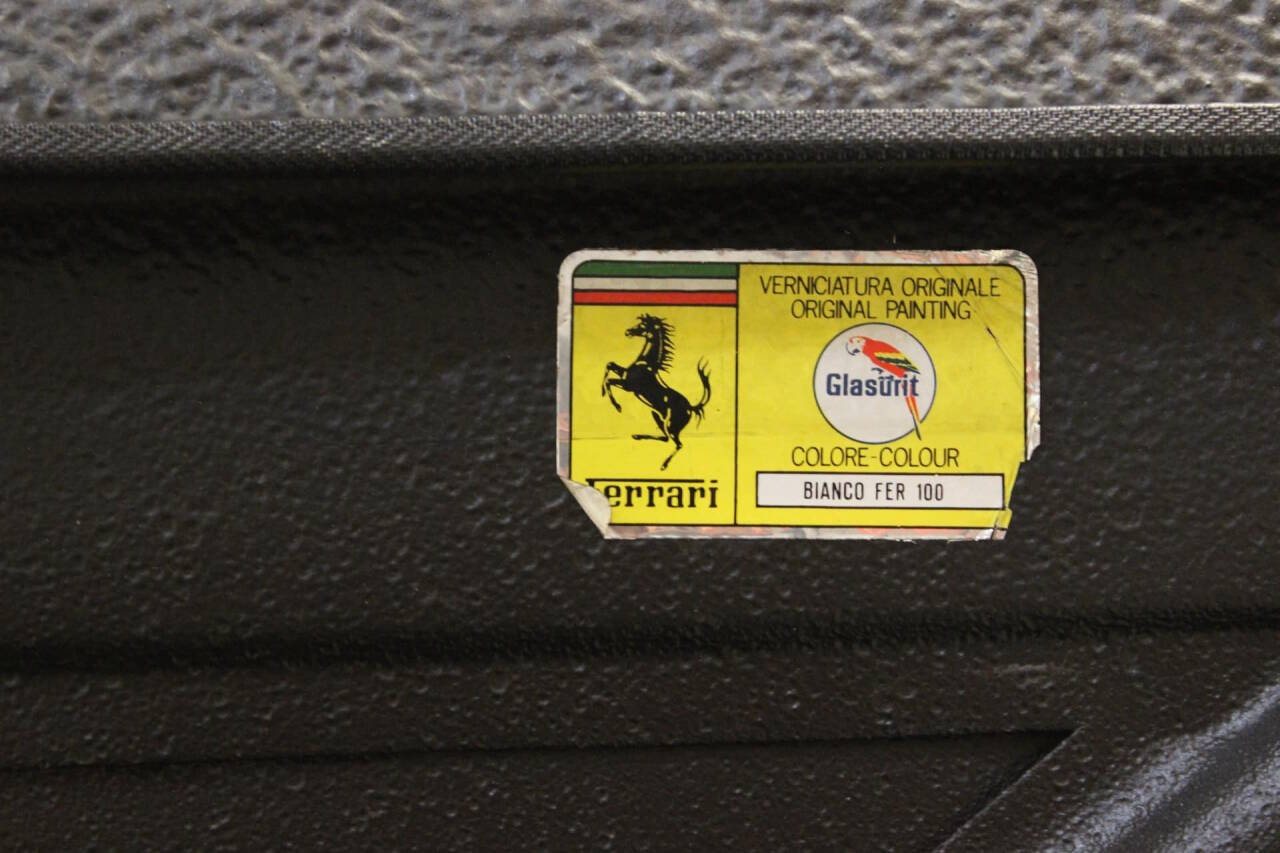 VERNICIATURA ORIGINALE
ORIGINAL PAINTING
Glasurit
COLORE-COLOUR
BIANCO FER 100
Ferrari